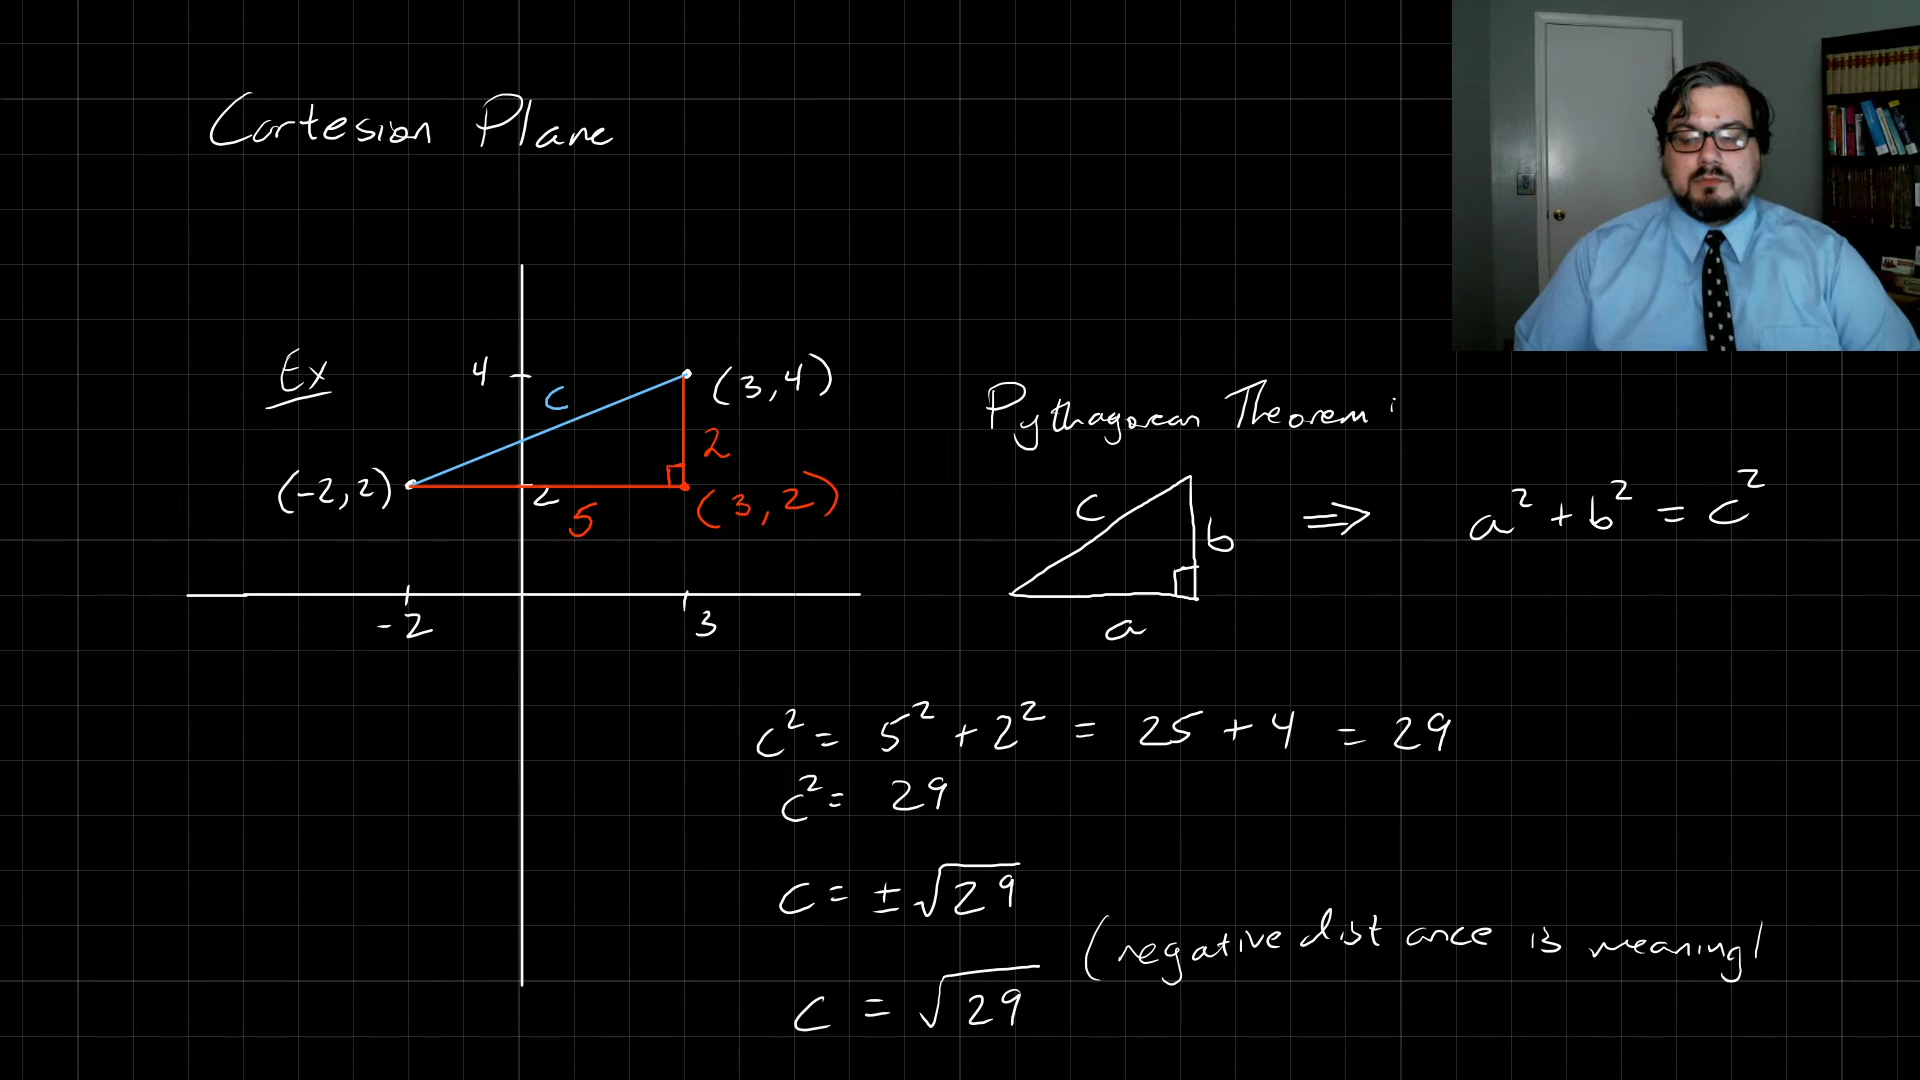 Cartesian Plane
Ex
4
c
(3,4)
2
(-2,2)
2
5
(3,2)
-2
3
Pythagorean Theorem:
c
b
a
⇒ a² + b² = c²
c² = 5² + 2² = 25 + 4 = 29
c² = 29
c = ±√29
(negative distance is meaningl
c = √29